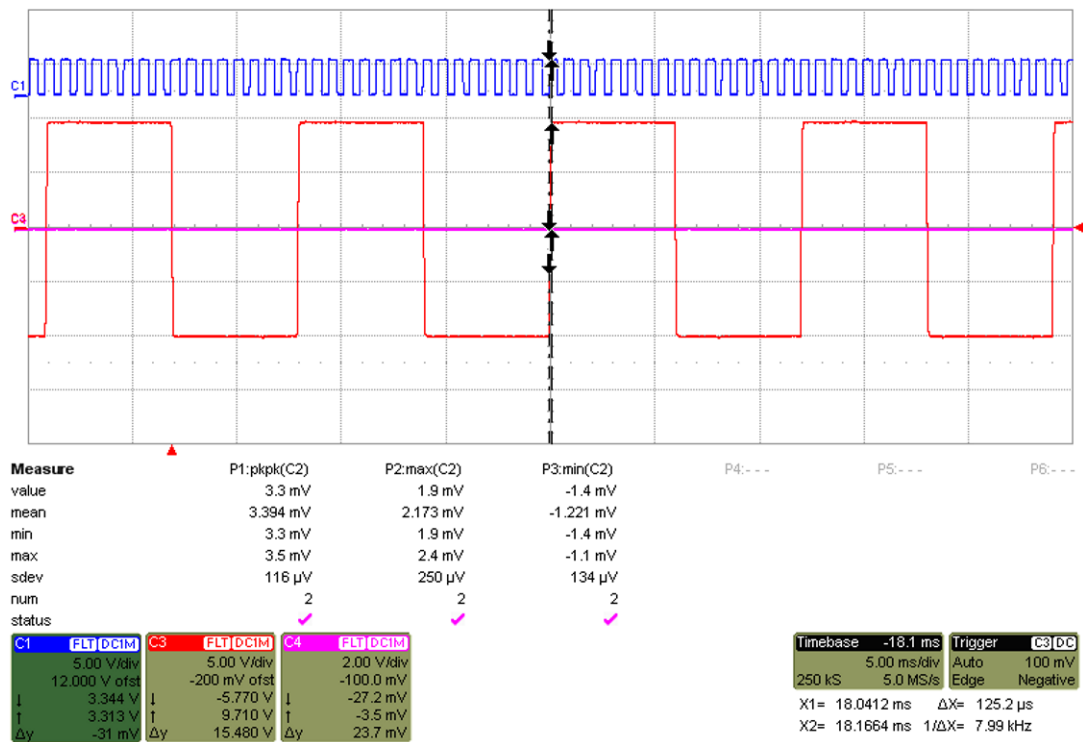 C1
C3
Measure P1:pkpk(C2) P2:max(C2) P3:min(C2) P4:- - - P5:- - - P6:- - -
value 3.3 mV 1.9 mV -1.4 mV
mean 3.394 mV 2.173 mV -1.221 mV
min 3.3 mV 1.9 mV -1.4 mV
max 3.5 mV 2.4 mV -1.1 mV
sdev 116 µV 250 µV 134 µV
num 2 2 2
status
C1 FLT DC1M C3 FLT DC1M C4 FLT DC1M Timebase -18.1 ms Trigger C3 DC
5.00 V/div 5.00 V/div 2.00 V/div 5.00 ms/div Auto 100 mV
12.000 V ofst -200 mV ofst -100.0 mV 250 kS 5.0 MS/s Edge Negative
↓ 3.344 V ↓ -5.770 V ↓ -27.2 mV X1= 18.0412 ms ΔX= 125.2 µs
↑ 3.313 V ↑ 9.710 V ↑ -3.5 mV X2= 18.1664 ms 1/ΔX= 7.99 kHz
Δy -31 mV Δy 15.480 V Δy 23.7 mV